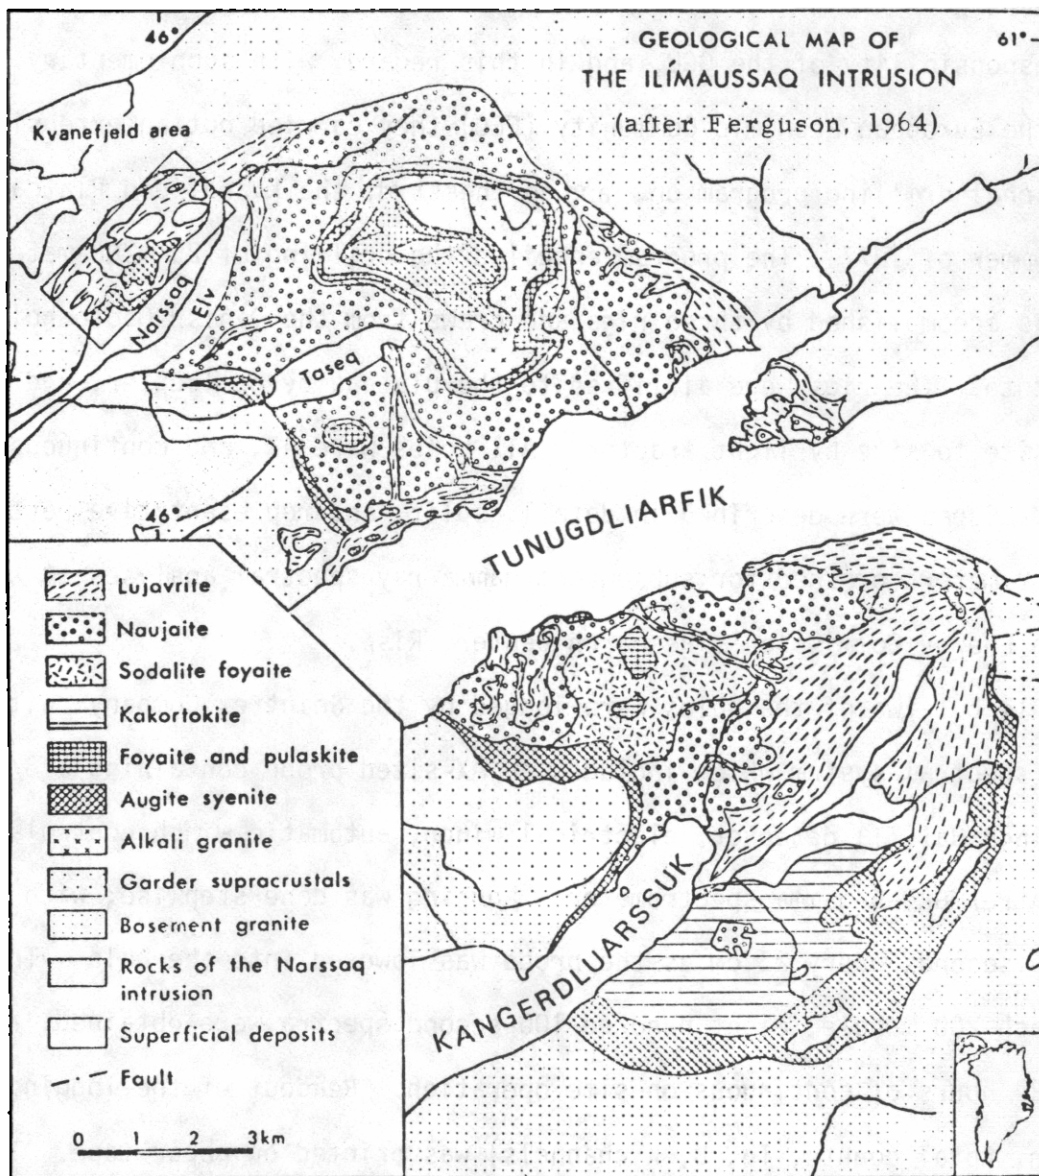 46°
61°
GEOLOGICAL MAP OF
THE ILIMAUSSAQ INTRUSION
(after Ferguson, 1964)
Kvanefjeld area
Narssaq
Elv
Taseq
46°
TUNUGDLIARFIK
KANGERDLUARSSUK
Lujavrite
Naujaite
Sodalite foyaite
Kakortokite
Foyaite and pulaskite
Augite syenite
Alkali granite
Garder supracrustals
Basement granite
Rocks of the Narssaq-
intrusion
Superficial deposits
Fault
0 1 2 3km